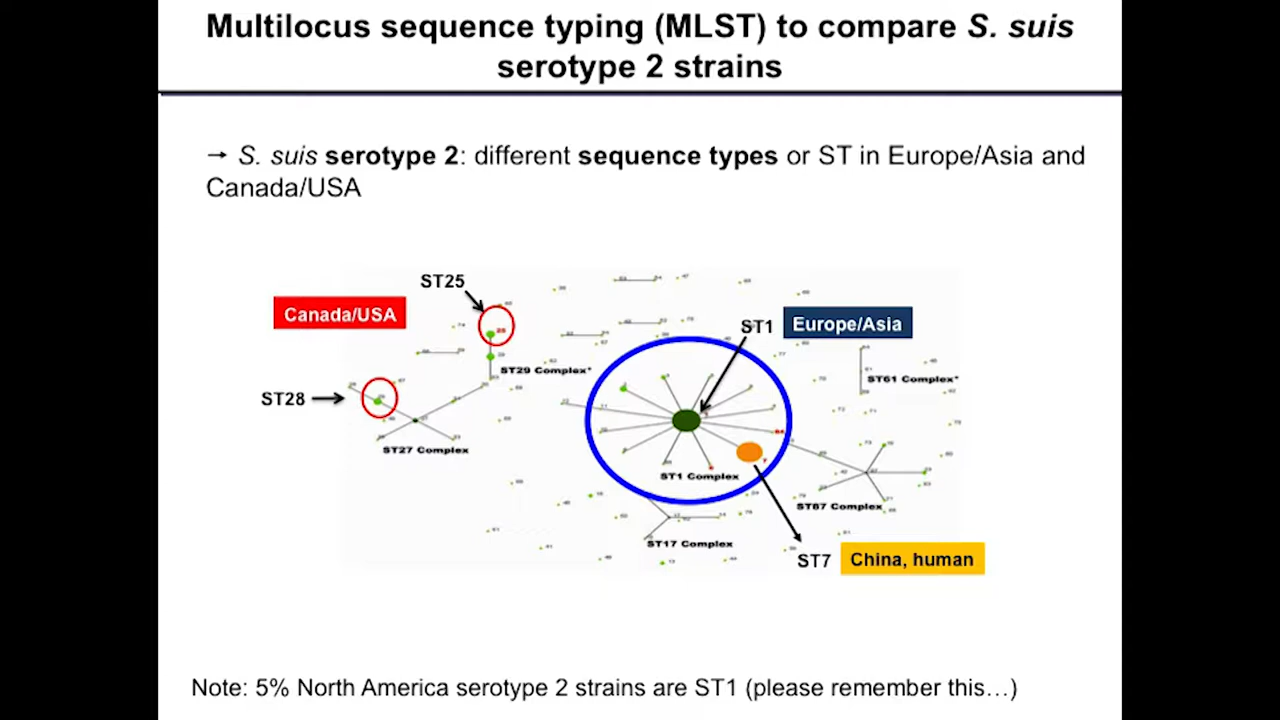 Multilocus sequence typing (MLST) to compare S. suis
serotype 2 strains
→ S. suis serotype 2: different sequence types or ST in Europe/Asia and
Canada/USA
ST25
Canada/USA
ST1
Europe/Asia
ST29 Complex*
ST61 Complex*
ST28
ST27 Complex
ST1 Complex
ST87 Complex
ST17 Complex
ST7
China, human
Note: 5% North America serotype 2 strains are ST1 (please remember this…)